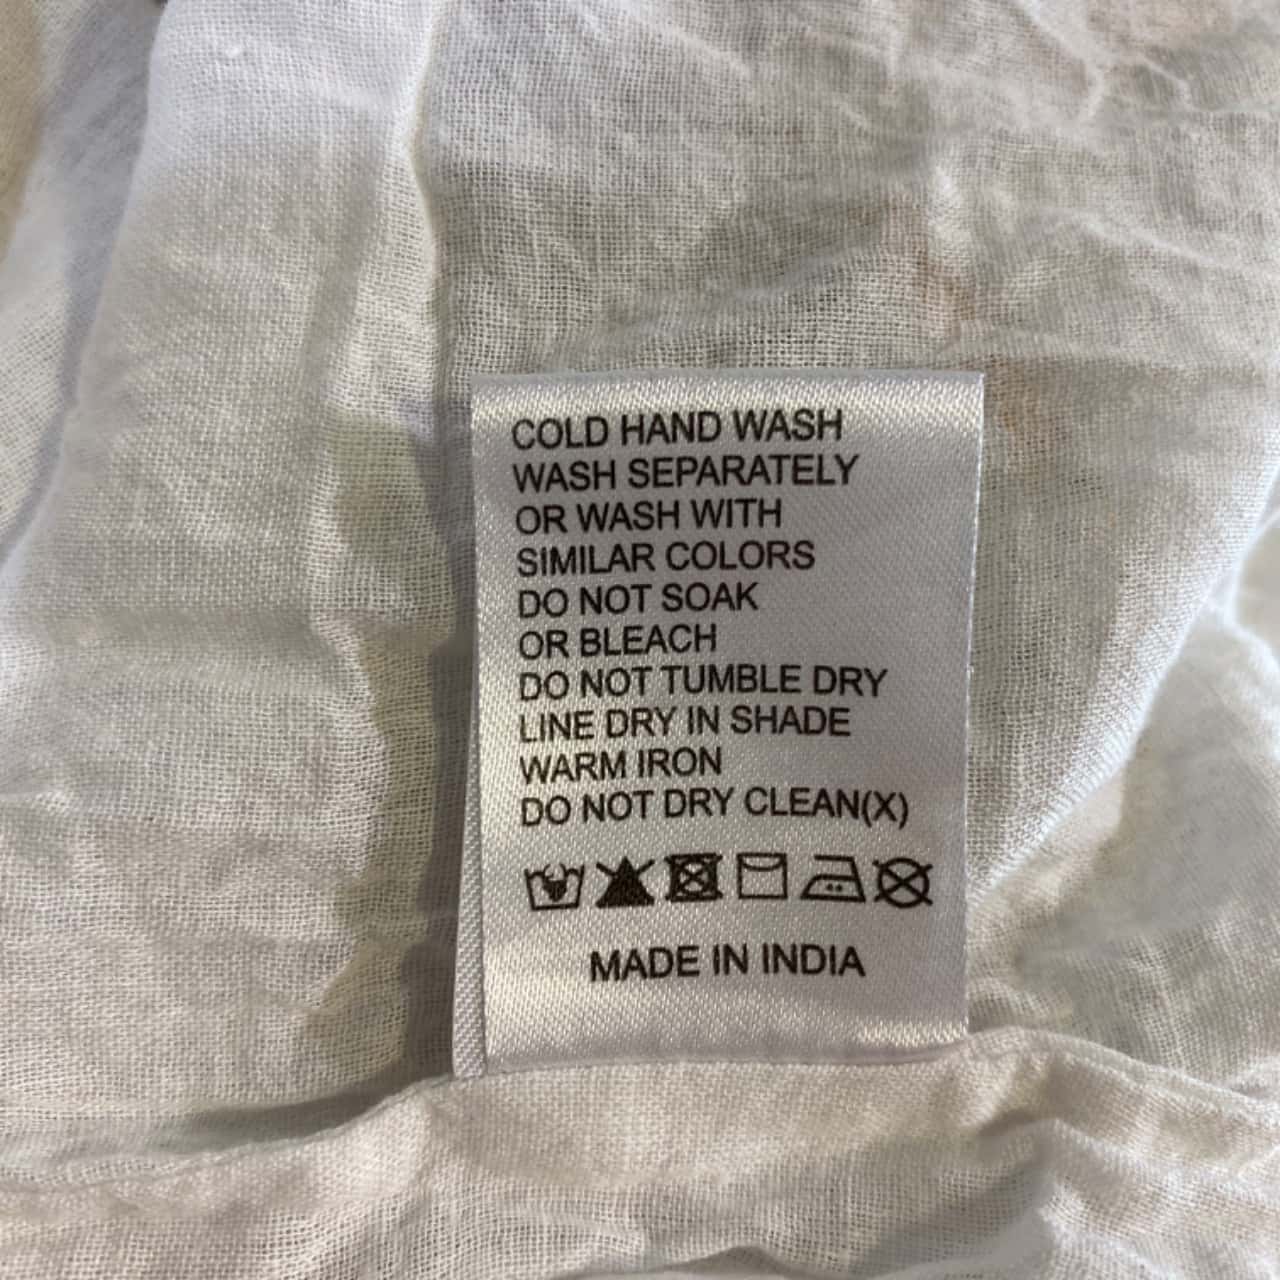 COLD HAND WASH
WASH SEPARATELY
OR WASH WITH
SIMILAR COLORS
DO NOT SOAK
OR BLEACH
DO NOT TUMBLE DRY
LINE DRY IN SHADE
WARM IRON
DO NOT DRY CLEAN(X)
MADE IN INDIA